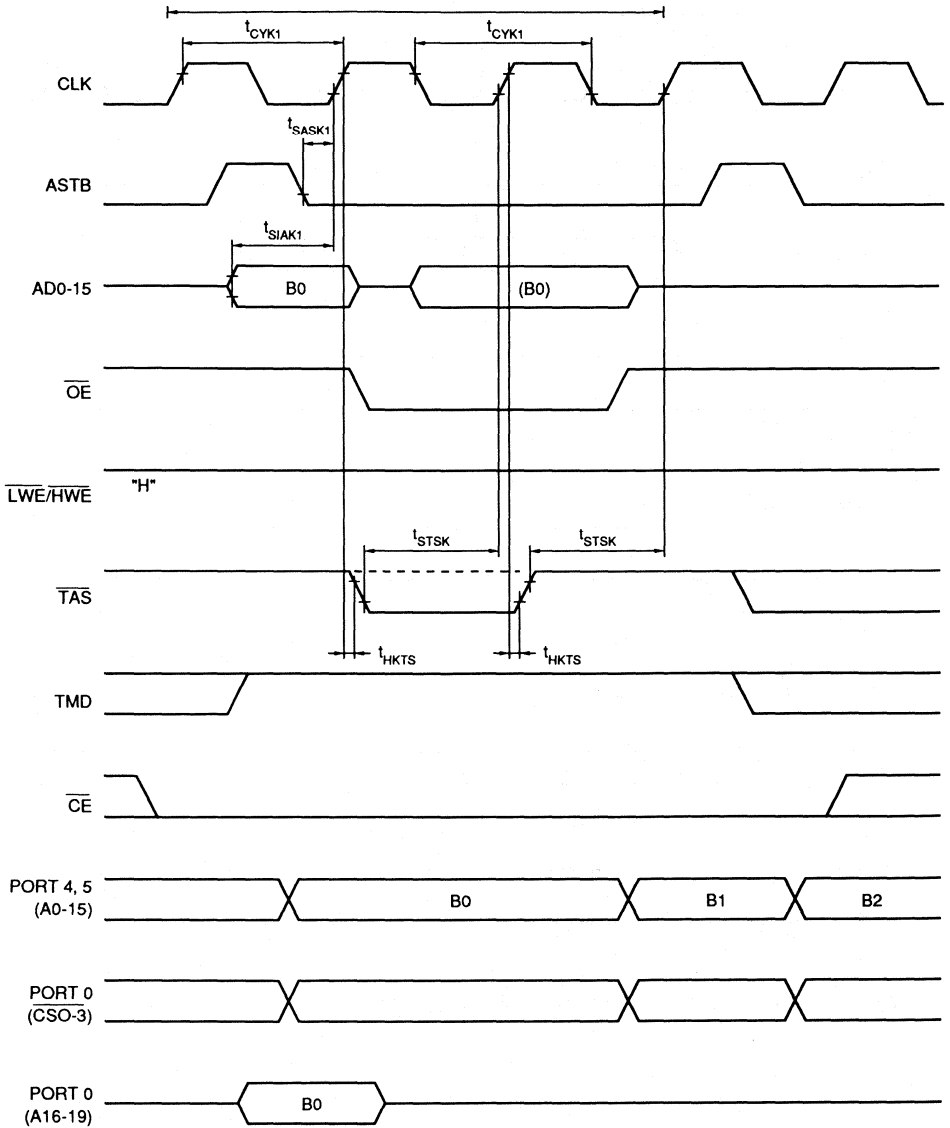 tCYK1 tCYK1
CLK
tSASK1
ASTB
tSIAK1
AD0-15 B0 (B0)
OE
LWE/HWE "H"
tSTSK tSTSK
TAS
tHKTS tHKTS
TMD
CE
PORT 4, 5
(A0-15) B0 B1 B2
PORT 0
(CSO-3)
PORT 0
(A16-19) B0